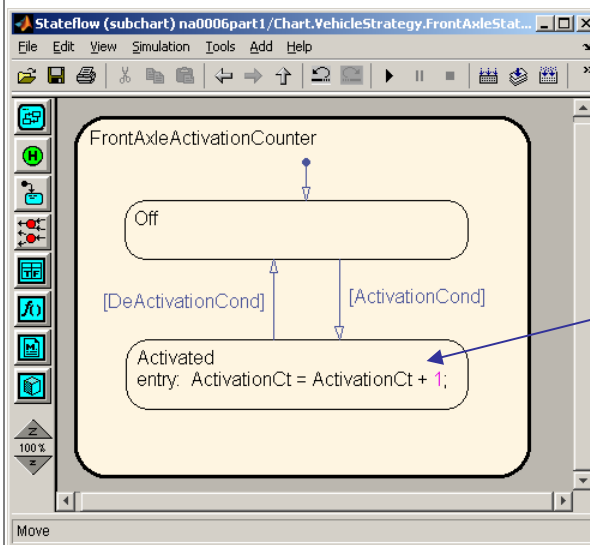 Stateflow (subchart) na0006part1/Chart.VehicleStrategy.FrontAxleStat...
File Edit View Simulation Tools Add Help
FrontAxleActivationCounter
Off
[DeActivationCond]
[ActivationCond]
Activated
entry: ActivationCt = ActivationCt + 1;
H
TF
f()
M
Z
100 %
Z
Move